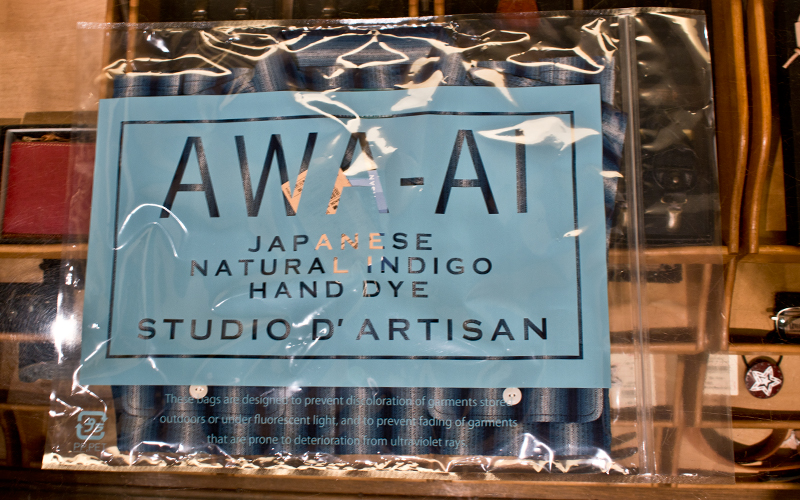 AWA-AI
JAPANESE
NATURAL INDIGO
HAND DYE
STUDIO D'ARTISAN
These bags are designed to prevent discoloration of garments stored
outdoors or under fluorescent light, and to prevent fading of garments
that are prone to deterioration from ultraviolet rays